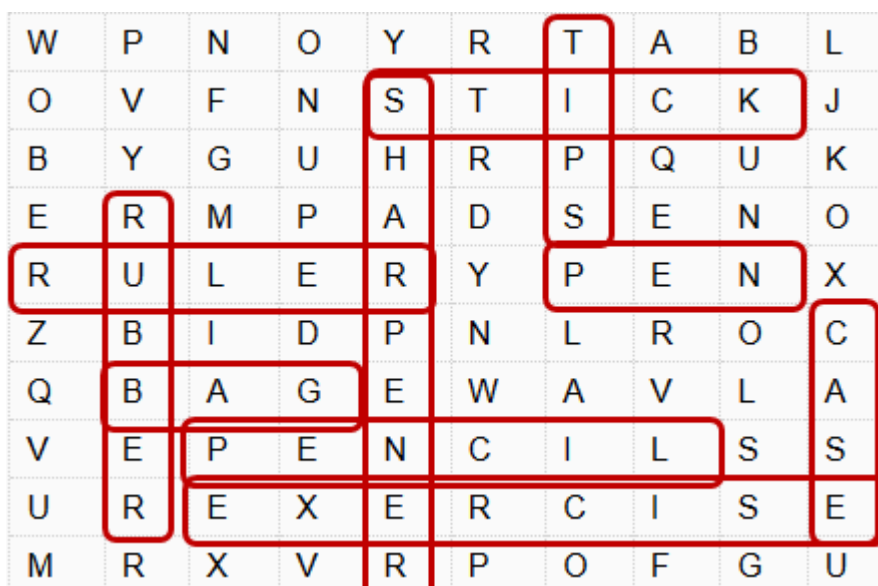 W P N O Y R T A B L
O V F N S T I C K J
B Y G U H R P Q U K
E R M P A D S E N O
R U L E R Y P E N X
Z B I D P N L R O C
Q B A G E W A V L A
V E P E N C I L S S
U R E X E R C I S E
M R X V R P O F G U